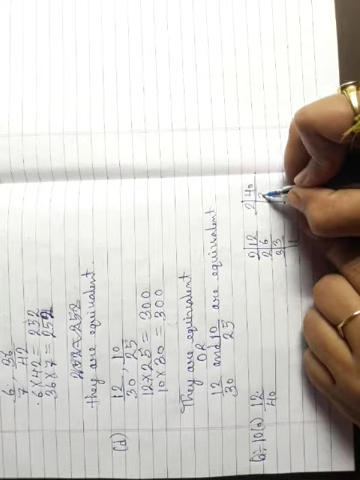 6/7, 36/42
6×42 = 252
36×7 = 252
252 = 252
they are equivalent.
(d) 12/30, 10/25
12×25 = 300
10×30 = 300
They are equivalent
OR
12/30 and 10/25 are equivalent
Q:-10(a) 12/40
2|12 2|40
2|6
3|3
1